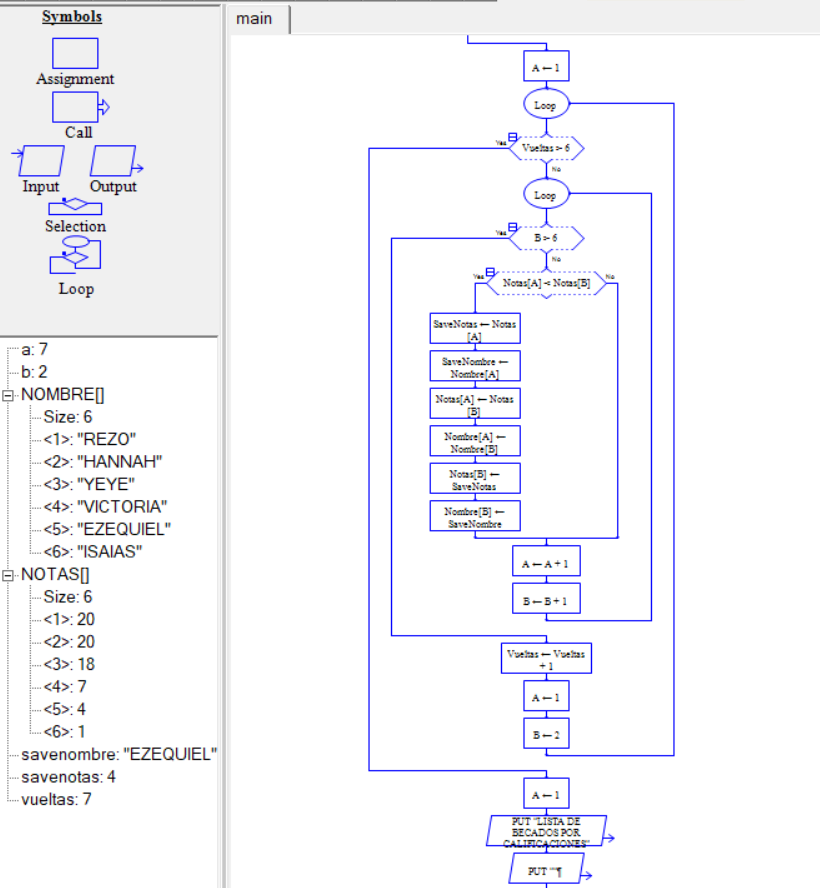 Symbols
Assignment
Call
Input
Output
Selection
Loop
a: 7
b: 2
NOMBRE[]
Size: 6
<1>: "REZO"
<2>: "HANNAH"
<3>: "YEYE"
<4>: "VICTORIA"
<5>: "EZEQUIEL"
<6>: "ISAIAS"
NOTAS[]
Size: 6
<1>: 20
<2>: 20
<3>: 18
<4>: 7
<5>: 4
<6>: 1
savenombre: "EZEQUIEL"
savenotas: 4
vueltas: 7
main
A ← 1
Loop
Yes
Vueltas > 6
No
Loop
Yes
B > 6
No
Yes
Notas[A] < Notas[B]
No
SaveNotas ← Notas
[A]
SaveNombre ←
Nombre[A]
Notas[A] ← Notas
[B]
Nombre[A] ←
Nombre[B]
Notas[B] ←
SaveNotas
Nombre[B] ←
SaveNombre
A ← A + 1
B ← B + 1
Vueltas ← Vueltas
+ 1
A ← 1
B ← 2
A ← 1
PUT "LISTA DE
BECADOS POR
CALIFICACIONES"
PUT ""¶